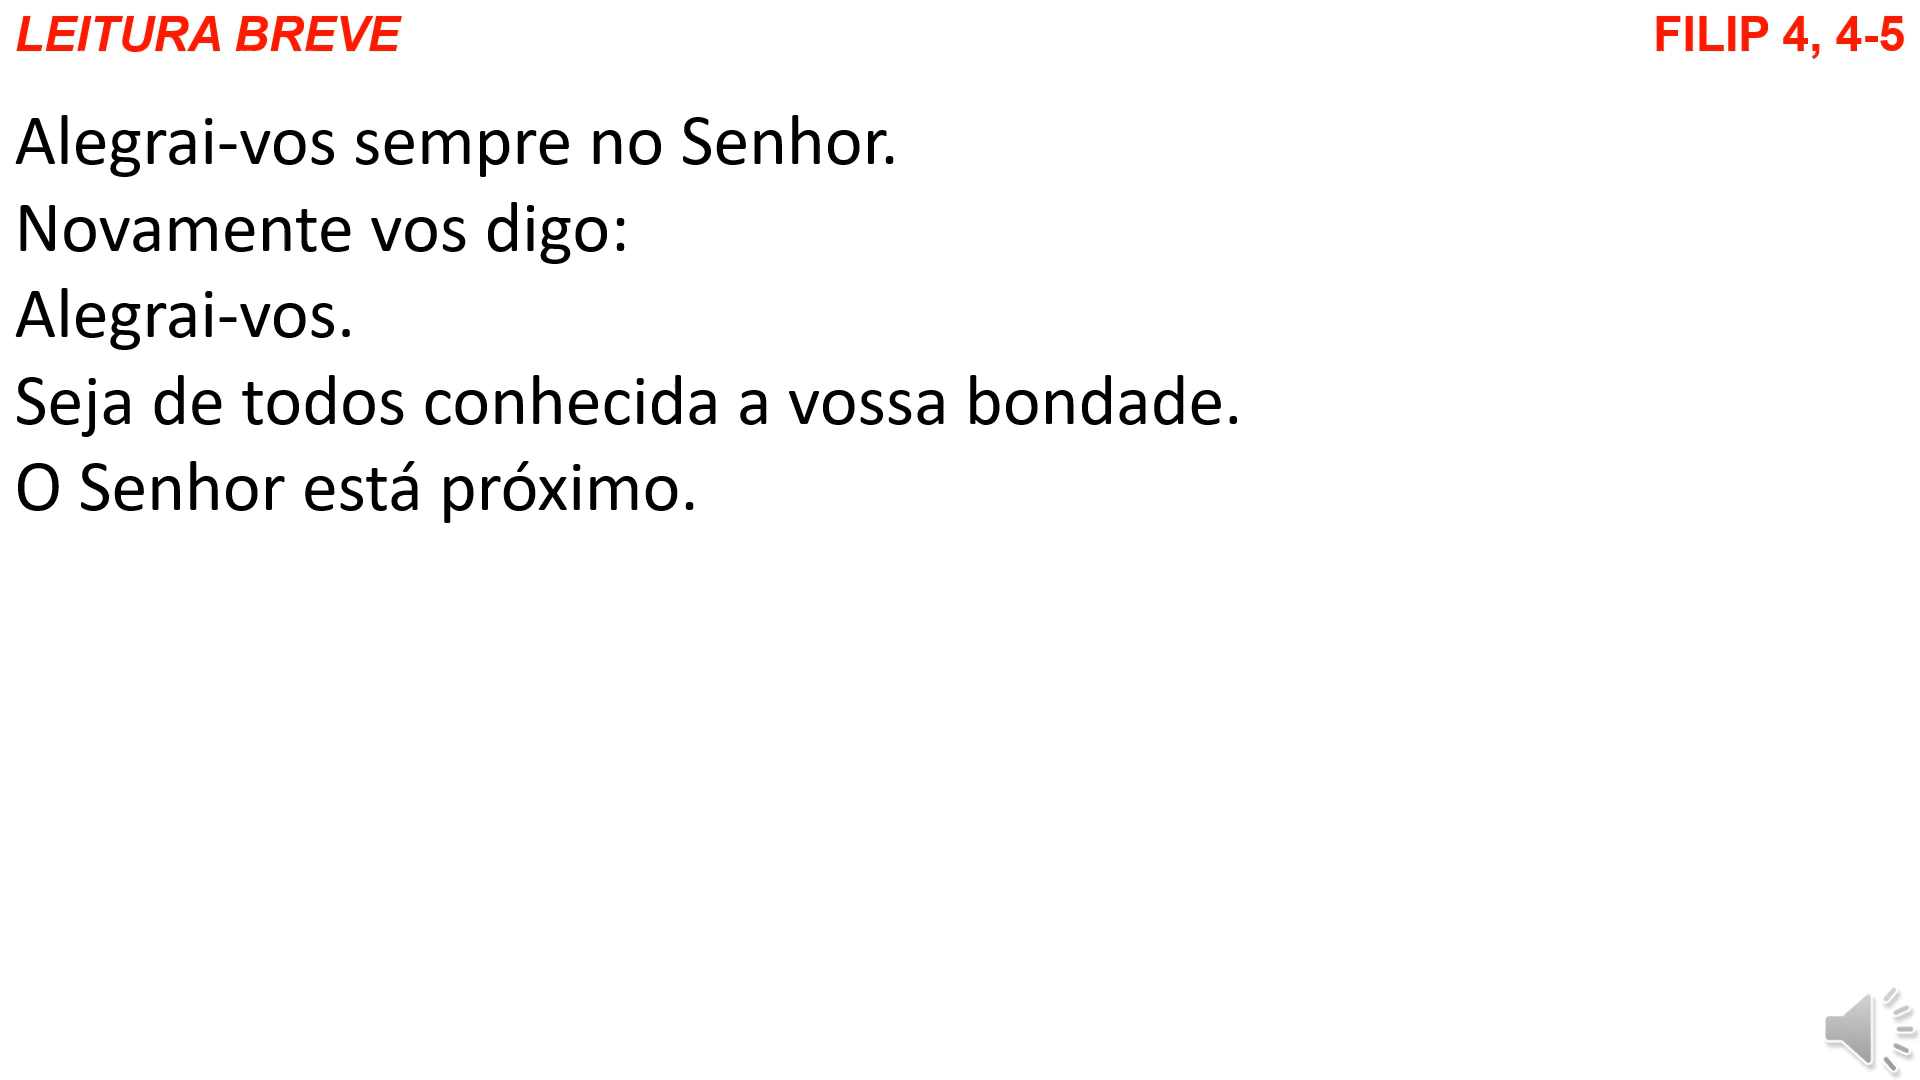 LEITURA BREVE FILIP 4, 4-5
Alegrai-vos sempre no Senhor.
Novamente vos digo:
Alegrai-vos.
Seja de todos conhecida a vossa bondade.
O Senhor está próximo.